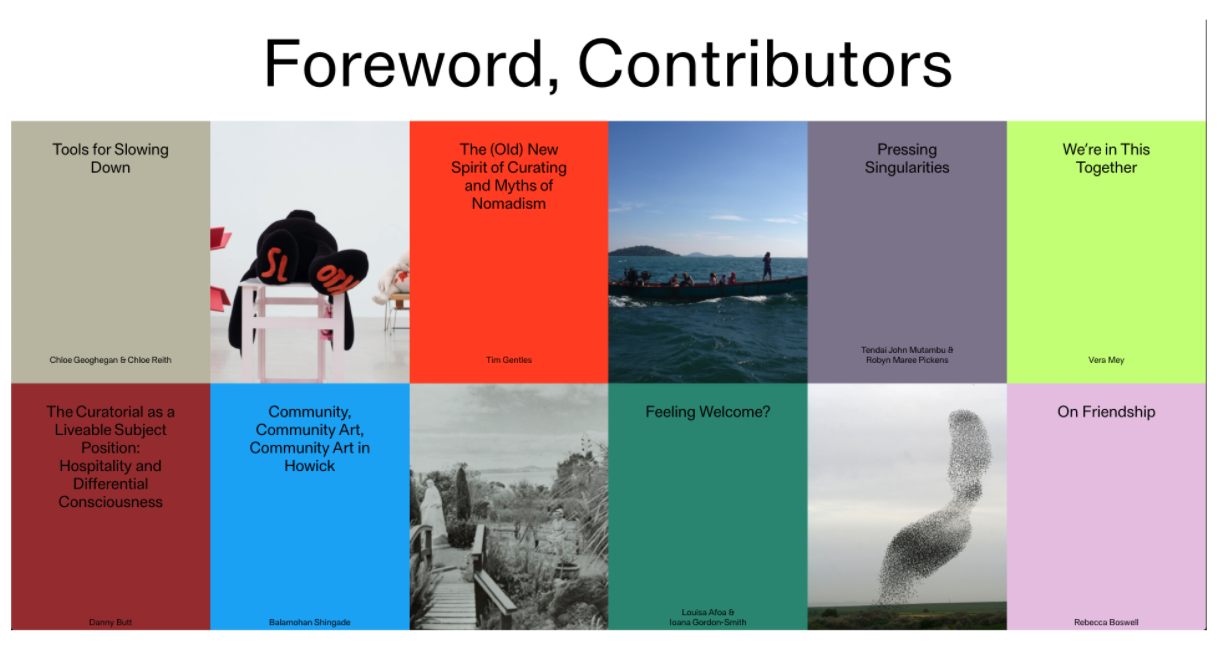 Foreword, Contributors
Tools for Slowing
Down
Chloe Geoghegan & Chloe Reith
SL
OTH
The (Old) New
Spirit of Curating
and Myths of
Nomadism
Tim Gentles
Pressing
Singularities
Tendai John Mutambu &
Robyn Maree Pickens
We're in This
Together
Vera Mey
The Curatorial as a
Liveable Subject
Position:
Hospitality and
Differential
Consciousness
Danny Butt
Community,
Community Art,
Community Art in
Howick
Balamohan Shingade
Feeling Welcome?
Louisa Afoa &
Ioana Gordon-Smith
On Friendship
Rebecca Boswell